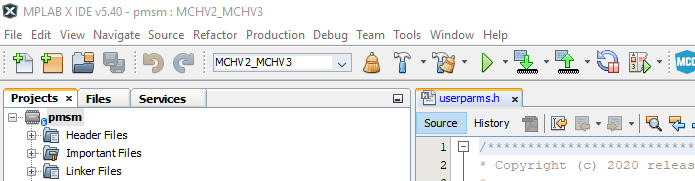 MPLAB X IDE v5.40 - pmsm : MCHV2_MCHV3
File Edit View Navigate Source Refactor Production Debug Team Tools Window Help
MCHV2_MCHV3
Projects × Files Services
userparms.h ×
pmsm
Source History
Header Files
1 /*****************************
Important Files
2 * Copyright (c) 2020 relea
Linker Files